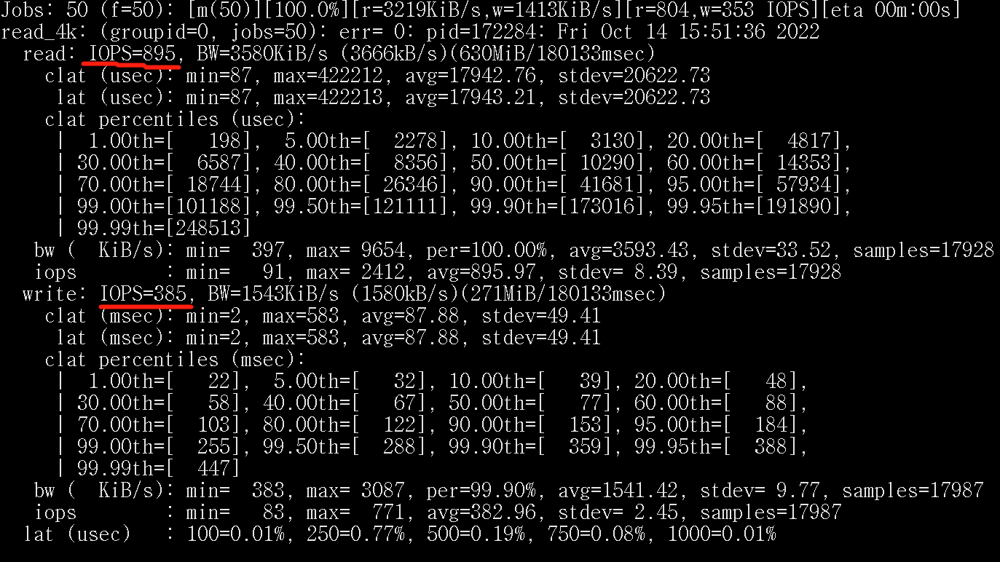 Jobs: 50 (f=50): [m(50)][100.0%][r=3219KiB/s,w=1413KiB/s][r=804,w=353 IOPS][eta 00m:00s]
read_4k: (groupid=0, jobs=50): err= 0: pid=172284: Fri Oct 14 15:51:36 2022
  read: IOPS=895, BW=3580KiB/s (3666kB/s)(630MiB/180133msec)
    clat (usec): min=87, max=422212, avg=17942.76, stdev=20622.73
     lat (usec): min=87, max=422213, avg=17943.21, stdev=20622.73
    clat percentiles (usec):
     |  1.00th=[   198],  5.00th=[  2278], 10.00th=[  3130], 20.00th=[  4817],
     | 30.00th=[  6587], 40.00th=[  8356], 50.00th=[ 10290], 60.00th=[ 14353],
     | 70.00th=[ 18744], 80.00th=[ 26346], 90.00th=[ 41681], 95.00th=[ 57934],
     | 99.00th=[101188], 99.50th=[121111], 99.90th=[173016], 99.95th=[191890],
     | 99.99th=[248513]
   bw (  KiB/s): min=  397, max= 9654, per=100.00%, avg=3593.43, stdev=33.52, samples=17928
   iops        : min=   91, max= 2412, avg=895.97, stdev= 8.39, samples=17928
  write: IOPS=385, BW=1543KiB/s (1580kB/s)(271MiB/180133msec)
    clat (msec): min=2, max=583, avg=87.88, stdev=49.41
     lat (msec): min=2, max=583, avg=87.88, stdev=49.41
    clat percentiles (msec):
     |  1.00th=[   22],  5.00th=[   32], 10.00th=[   39], 20.00th=[   48],
     | 30.00th=[   58], 40.00th=[   67], 50.00th=[   77], 60.00th=[   88],
     | 70.00th=[  103], 80.00th=[  122], 90.00th=[  153], 95.00th=[  184],
     | 99.00th=[  255], 99.50th=[  288], 99.90th=[  359], 99.95th=[  388],
     | 99.99th=[  447]
   bw (  KiB/s): min=  383, max= 3087, per=99.90%, avg=1541.42, stdev= 9.77, samples=17987
   iops        : min=   83, max=  771, avg=382.96, stdev= 2.45, samples=17987
  lat (usec)   : 100=0.01%, 250=0.77%, 500=0.19%, 750=0.08%, 1000=0.01%